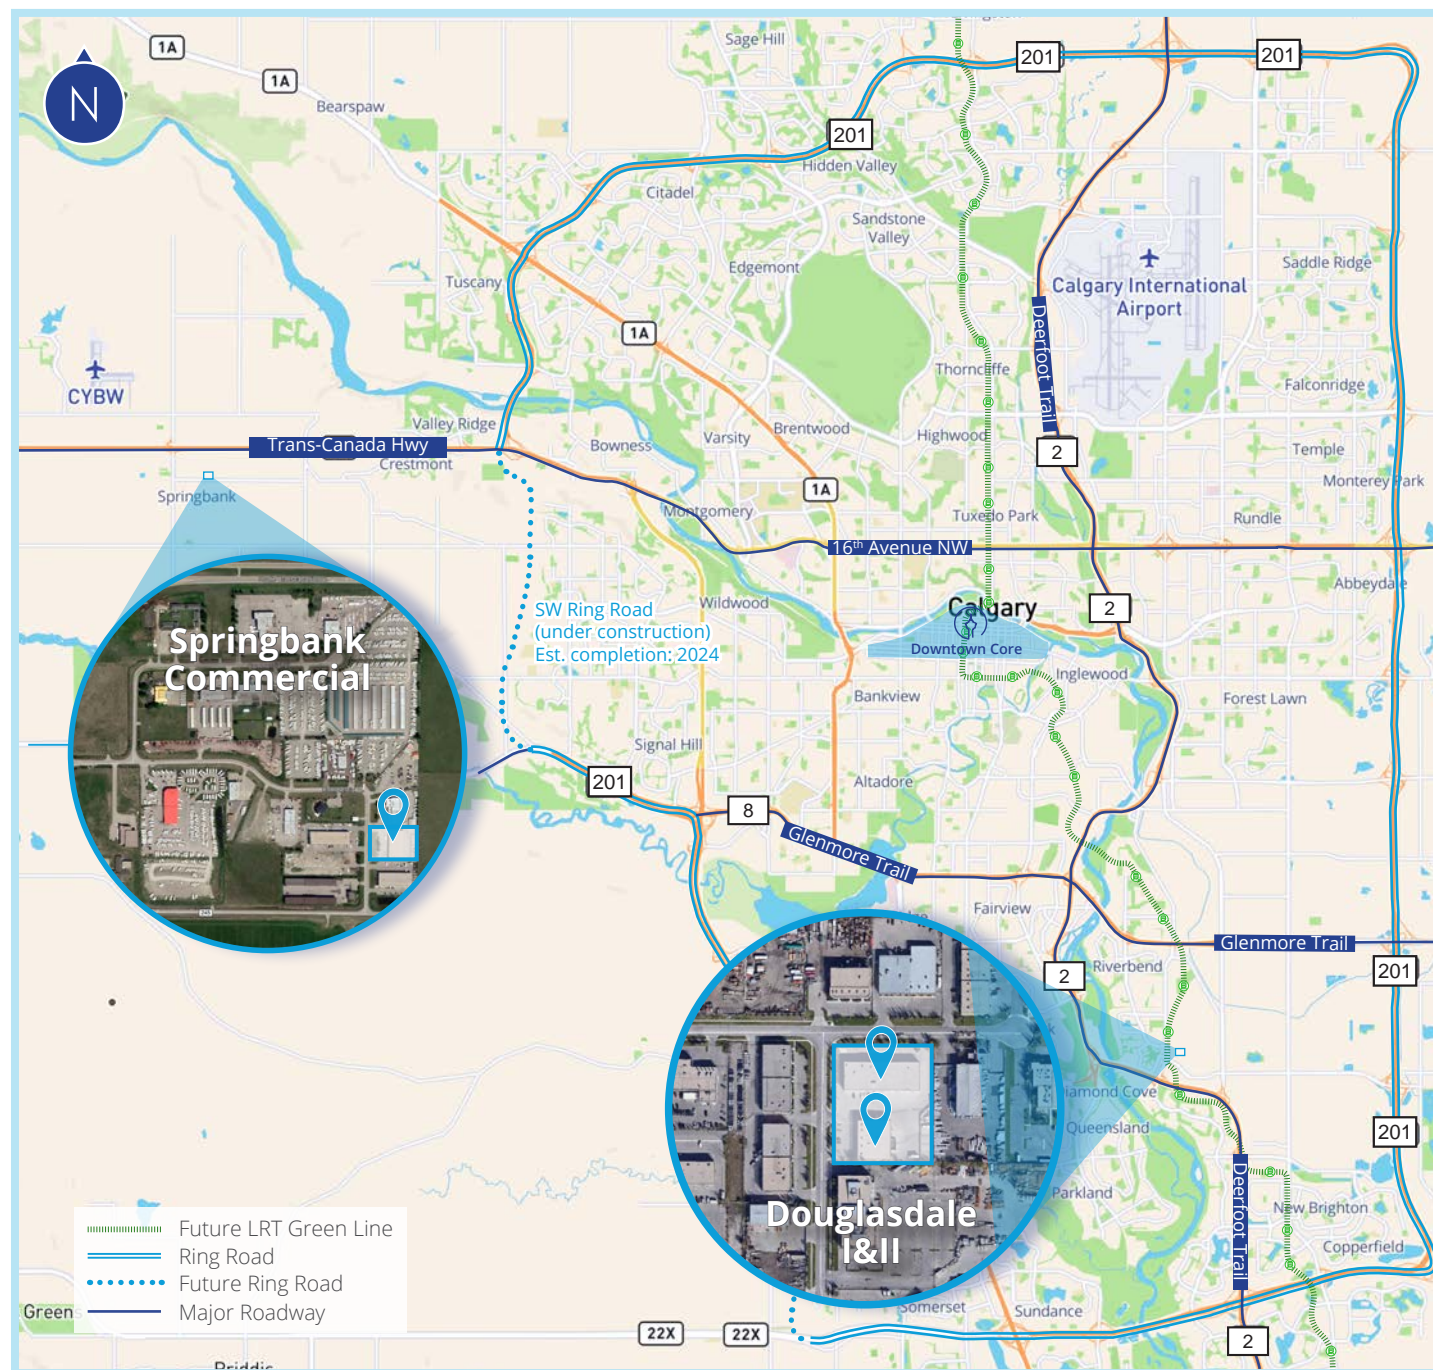 1A
Sage Hill
201
201
1A
N
Bearspaw
201
Hidden Valley
Citadel
Sandstone
Valley
Edgemont
Saddle Ridge
Tuscany
Calgary International
Airport
1A
Deerfoot Trail
Thorncliffe
CYBW
Falconridge
Valley Ridge
Brentwood
Highwood
Trans-Canada Hwy
Bowness
Varsity
2
Temple
Crestmont
Monterey Park
Springbank
1A
Montgomery
Tuxedo Park
Rundle
16th Avenue NW
Abbeydale
SW Ring Road
(under construction)
Est. completion: 2024
Wildwood
Calgary
2
Downtown Core
Inglewood
Springbank
Commercial
Bankview
Forest Lawn
Signal Hill
201
Altadore
8
Glenmore Trail
Fairview
Glenmore Trail
2
Riverbend
201
Diamond Cove
Queensland
201
Parkland
Deerfoot Trail
New Brighton
Douglasdale
I&II
Copperfield
Future LRT Green Line
Ring Road
Future Ring Road
Major Roadway
Greens
Somerset
Sundance
22X
22X
2
Priddis